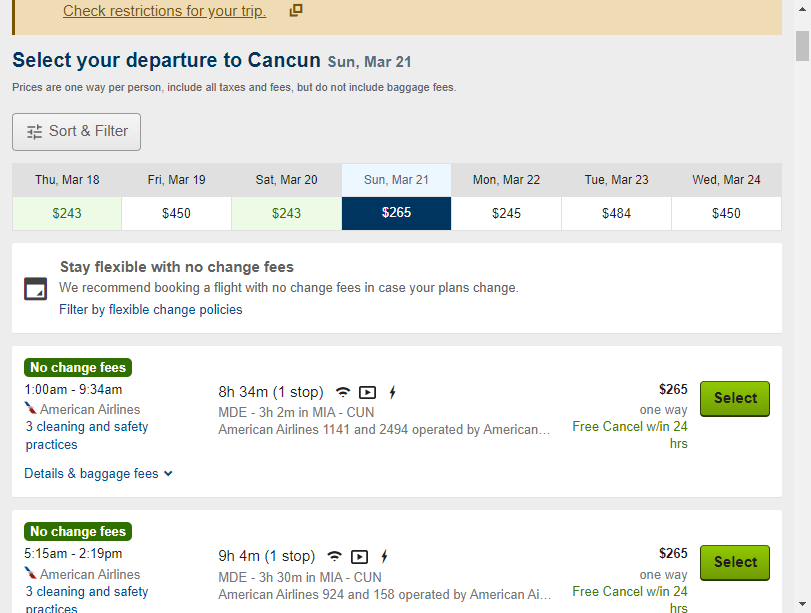 Check restrictions for your trip.
Select your departure to Cancun Sun, Mar 21
Prices are one way per person, include all taxes and fees, but do not include baggage fees.
Sort & Filter
Thu, Mar 18 Fri, Mar 19 Sat, Mar 20 Sun, Mar 21 Mon, Mar 22 Tue, Mar 23 Wed, Mar 24
$243 $450 $243 $265 $245 $484 $450
Stay flexible with no change fees
We recommend booking a flight with no change fees in case your plans change.
Filter by flexible change policies
No change fees
1:00am - 9:34am 8h 34m (1 stop) $265 Select
American Airlines MDE - 3h 2m in MIA - CUN one way
3 cleaning and safety American Airlines 1141 and 2494 operated by American... Free Cancel w/in 24
practices hrs
Details & baggage fees
No change fees
5:15am - 2:19pm 9h 4m (1 stop) $265 Select
American Airlines MDE - 3h 30m in MIA - CUN one way
3 cleaning and safety American Airlines 924 and 158 operated by American Ai... Free Cancel w/in 24
practices hrs